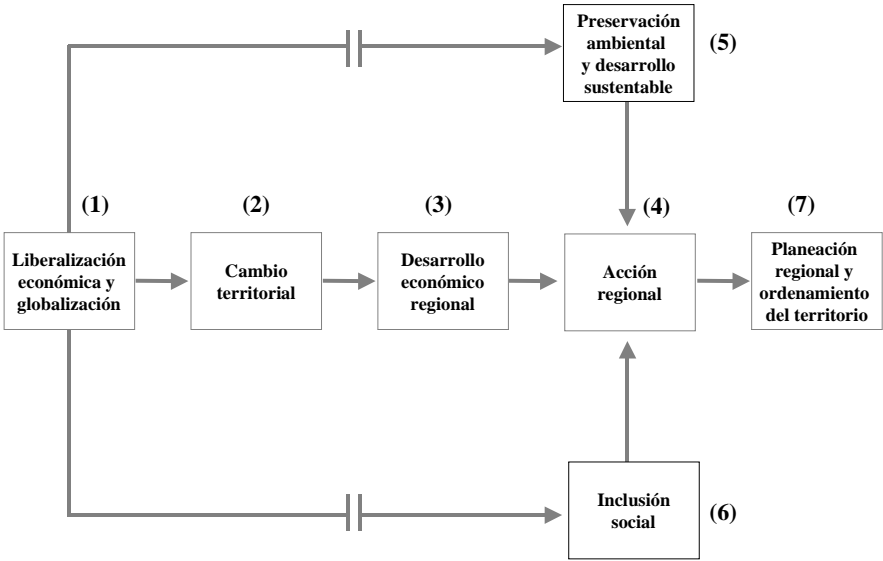 Preservación
ambiental
y desarrollo
sustentable
(5)
(1)
(2)
(3)
(4)
(7)
Liberalización
económica y
globalización
Cambio
territorial
Desarrollo
económico
regional
Acción
regional
Planeación
regional y
ordenamiento
del territorio
Inclusión
social
(6)